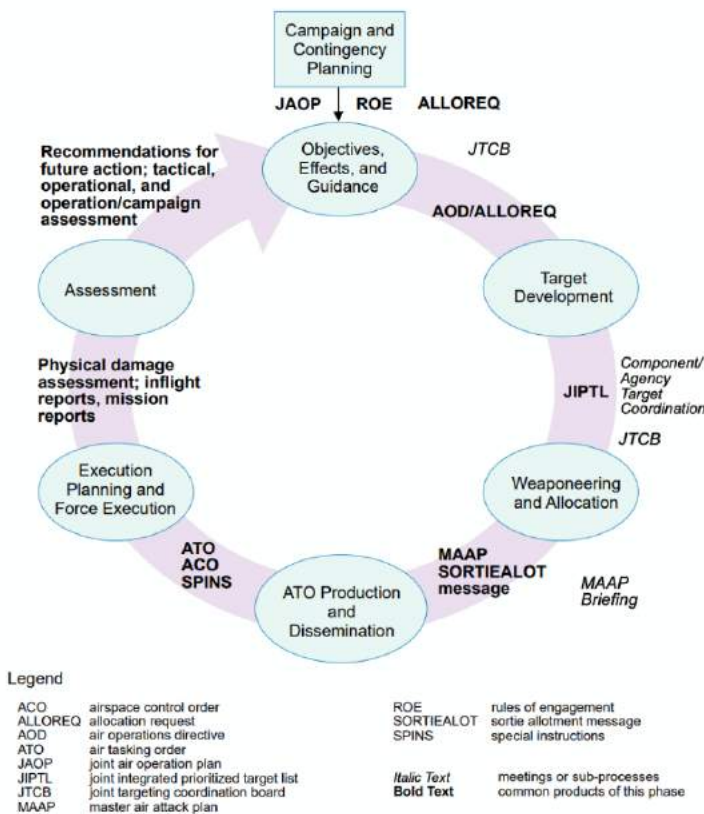 Campaign and
Contingency
Planning
JAOP ROE ALLOREQ
Objectives,
Effects, and
Guidance
JTCB
Recommendations for
future action; tactical,
operational, and
operation/campaign
assessment
AOD/ALLOREQ
Assessment
Target
Development
Physical damage
assessment; inflight
reports, mission
reports
JIPTL
Component/
Agency
Target
Coordination
JTCB
Execution
Planning and
Force Execution
Weaponeering
and Allocation
ATO
ACO
SPINS
MAAP
SORTIEALOT
message
ATO Production
and
Dissemination
MAAP
Briefing
Legend
ACO airspace control order
ALLOREQ allocation request
AOD air operations directive
ATO air tasking order
JAOP joint air operation plan
JIPTL joint integrated prioritized target list
JTCB joint targeting coordination board
MAAP master air attack plan
ROE rules of engagement
SORTIEALOT sortie allotment message
SPINS special instructions
Italic Text meetings or sub-processes
Bold Text common products of this phase